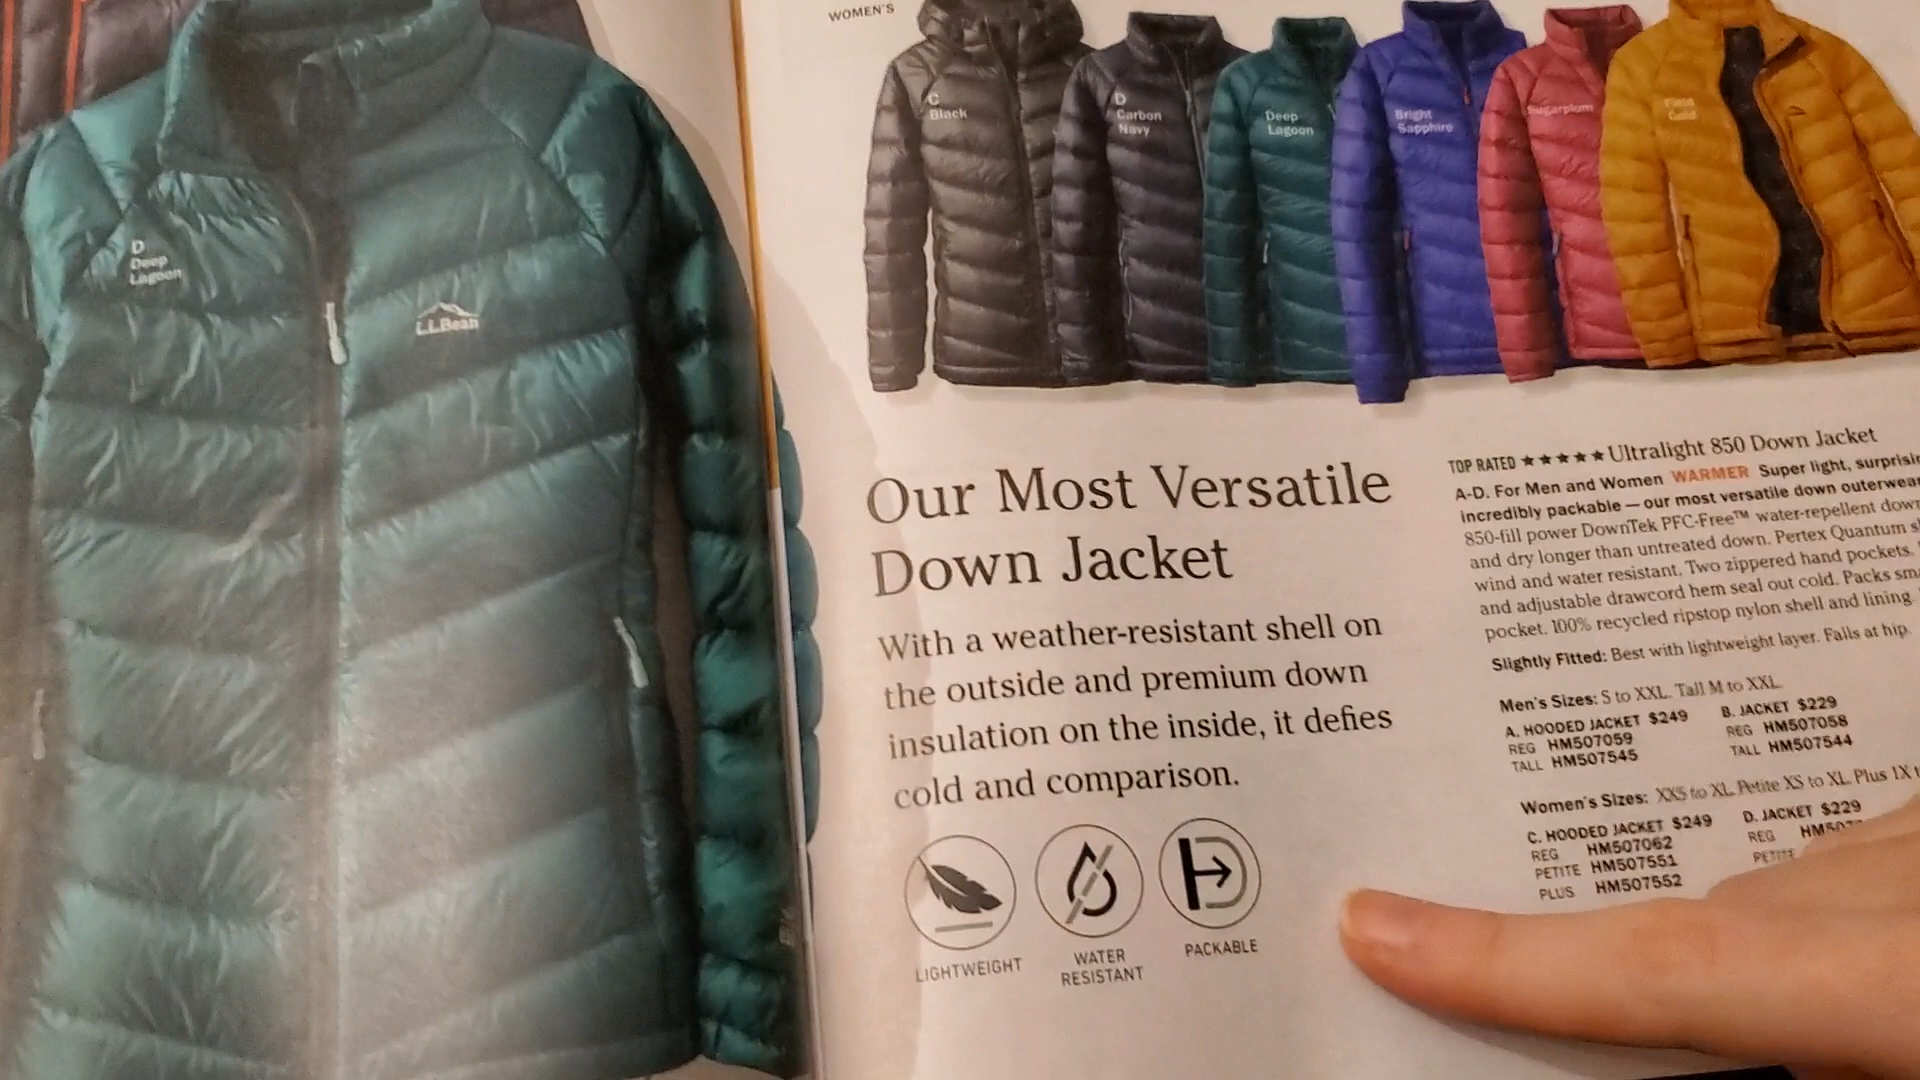 D
Deep
Lagoon
L.L.Bean
WOMEN'S
C
Black
D
Carbon
Navy
Deep
Lagoon
Bright
Sapphire
Sugarplum
Field
Gold
Our Most Versatile
Down Jacket
With a weather-resistant shell on
the outside and premium down
insulation on the inside, it defies
cold and comparison.
LIGHTWEIGHT
WATER
RESISTANT
PACKABLE
TOP RATED ★★★★★ Ultralight 850 Down Jacket
A-D. For Men and Women WARMER Super light,
incredibly packable — our most versatile down outerwear
850-fill power DownTek PFC-Free™ water-repellent down
and dry longer than untreated down. Pertex Quantum
wind and water resistant. Two zippered hand pockets.
and adjustable drawcord hem seal out cold. Packs
pocket. 100% recycled ripstop nylon shell and lining.
Slightly Fitted: Best with lightweight layer. Falls at hip.
Men's Sizes: S to XXL. Tall M to XXL.
A. HOODED JACKET $249
REG HM507059
TALL HM507545
B. JACKET $229
REG HM507058
TALL HM507544
Women's Sizes: XXS to XL. Petite XS to XL. Plus 1X
C. HOODED JACKET $249
REG HM507062
PETITE HM507551
PLUS HM507552
D. JACKET $229
REG
PETITE